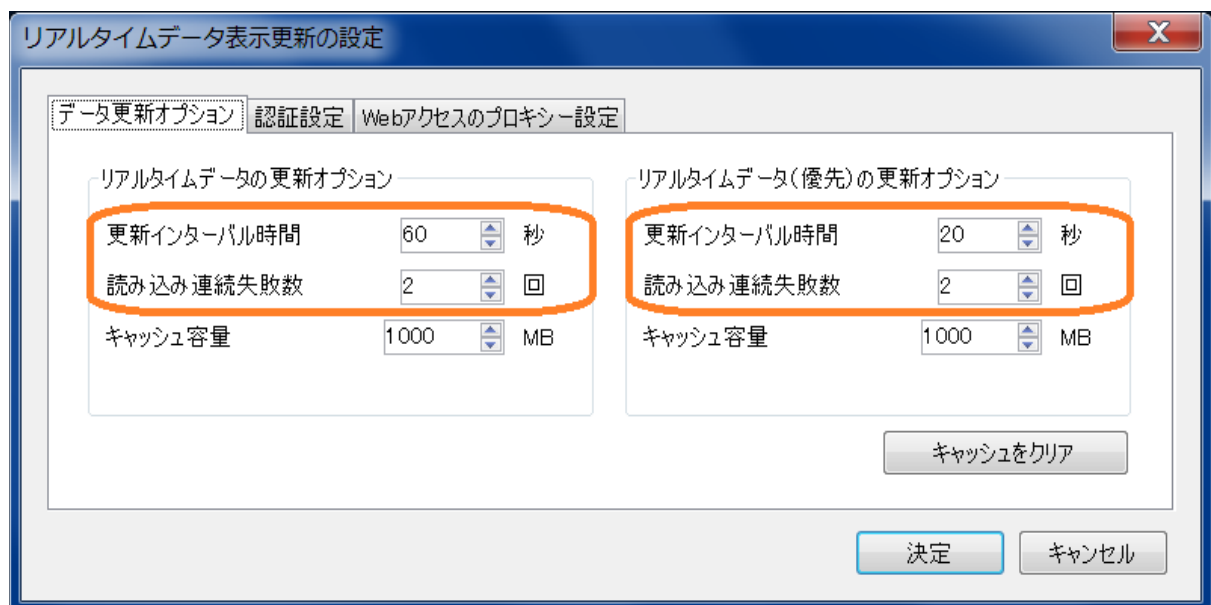 リアルタイムデータ表示更新の設定
X
データ更新オプション 認証設定 Webアクセスのプロキシー設定
リアルタイムデータの更新オプション
更新インターバル時間 60 秒
読み込み連続失敗数 2 回
キャッシュ容量 1000 MB
リアルタイムデータ(優先)の更新オプション
更新インターバル時間 20 秒
読み込み連続失敗数 2 回
キャッシュ容量 1000 MB
キャッシュをクリア
決定 キャンセル